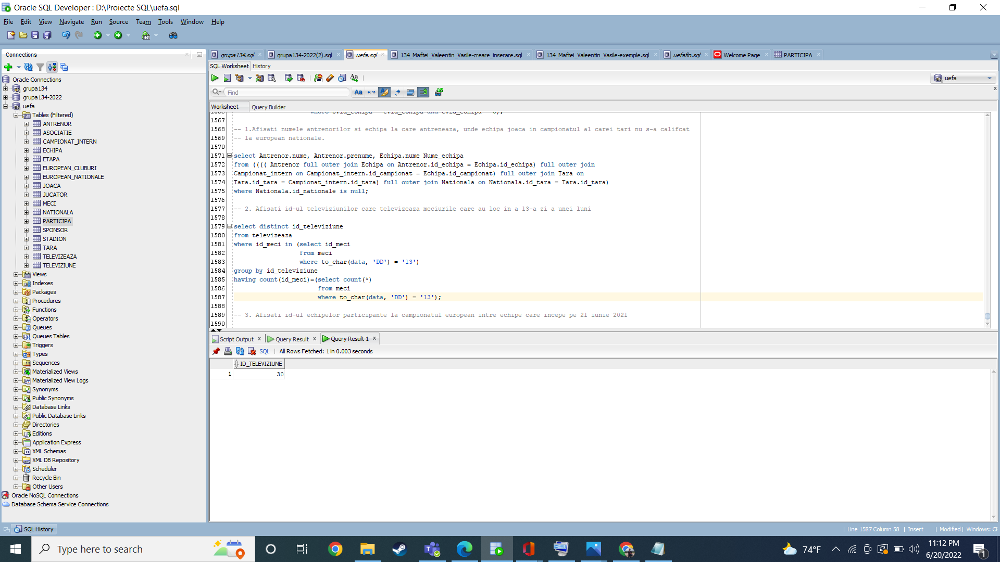 Oracle SQL Developer : D:\Proiecte SQL\uefa.sql
File Edit View Navigate Run Source Team Tools Window Help
Connections
grupa134.sql
grupa134-2022(2).sql
uefa.sql
134_Maftei_Valeentin_Vasile-creare_inserare.sql
134_Maftei_Valeentin_Vasile-exemple.sql
uefafin.sql
Welcome Page
PARTICIPA
SQL Worksheet History
uefa
Find
Worksheet Query Builder
Oracle Connections
grupa134
grupa134-2022
uefa
Tables (Filtered)
ANTRENOR
ASOCIATIE
CAMPIONAT_INTERN
ECHIPA
ETAPA
EUROPEAN_CLUBURI
EUROPEAN_NATIONALE
JOACA
JUCATOR
MECI
NATIONALA
PARTICIPA
SPONSOR
STADION
TARA
TELEVIZEAZA
TELEVIZIUNE
Views
Indexes
Packages
Procedures
Functions
Operators
Queues
Queues Tables
Triggers
Types
Sequences
Materialized Views
Materialized View Logs
Synonyms
Public Synonyms
Database Links
Public Database Links
Directories
Editions
Application Express
XML Schemas
XML DB Repository
Scheduler
Recycle Bin
Other Users
Oracle NoSQL Connections
Database Schema Service Connections
1567
1568 -- 1.Afisati numele antrenorilor si echipa la care antreneaza, unde echipa joaca in campionatul al carei tari nu s-a califcat
1569 -- la european nationale.
1570
1571 select Antrenor.nume, Antrenor.prenume, Echipa.nume Nume_echipa
1572 from (((( Antrenor full outer join Echipa on Antrenor.id_echipa = Echipa.id_echipa) full outer join
1573 Campionat_intern on Campionat_intern.id_campionat = Echipa.id_campionat) full outer join Tara on
1574 Tara.id_tara = Campionat_intern.id_tara) full outer join Nationala on Nationala.id_tara = Tara.id_tara)
1575 where Nationala.id_nationale is null;
1576
1577 -- 2. Afisati id-ul televiziunilor care televizeaza meciurile care au loc in a 13-a zi a unei luni
1578
1579 select distinct id_televiziune
1580 from televizeaza
1581 where id_meci in (select id_meci
1582 from meci
1583 where to_char(data, 'DD') = '13')
1584 group by id_televiziune
1585 having count(id_meci)=(select count(*)
1586 from meci
1587 where to_char(data, 'DD') = '13');
1588
1589 -- 3. Afisati id-ul echipelor participante la campionatul european intre echipe care incepe pe 21 iunie 2021
1590
Script Output Query Result Query Result 1
SQL All Rows Fetched: 1 in 0.003 seconds
ID_TELEVIZIUNE
1 30
SQL History
Line 1587 Column 58 Insert Modified Windows:
Type here to search
74°F
11:12 PM
6/20/2022
1